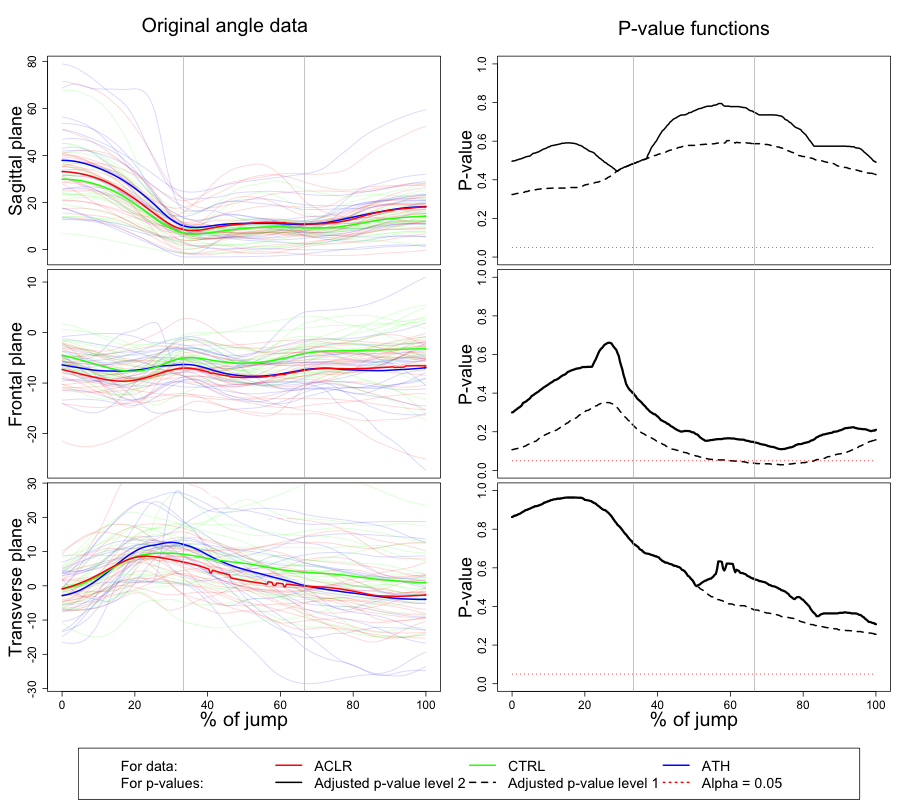 Original angle data
P-value functions
Sagittal plane
0 20 40 60 80
P-value
0.0 0.2 0.4 0.6 0.8 1.0
Frontal plane
20 10 0 10
P-value
0.0 0.2 0.4 0.6 0.8 1.0
Transverse plane
-30 -20 -10 0 10 20 30
P-value
0.0 0.2 0.4 0.6 0.8 1.0
0 20 40 60 80 100
0 20 40 60 80 100
% of jump
% of jump
For data: ACLR CTRL ATH
For p-values: Adjusted p-value level 2 Adjusted p-value level 1 Alpha = 0.05